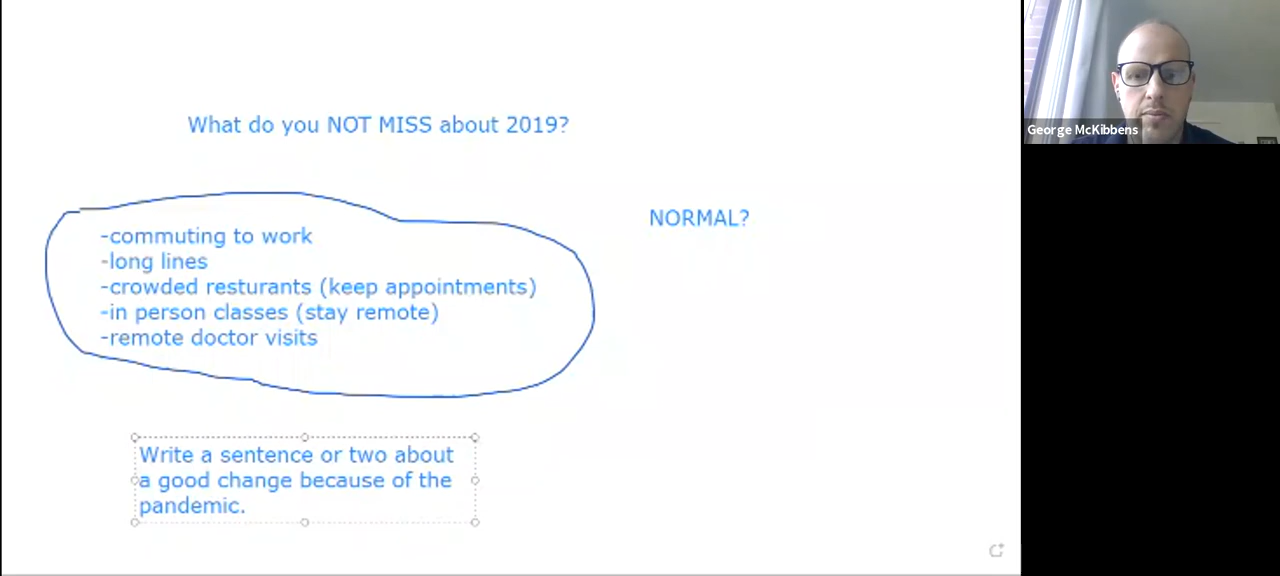 What do you NOT MISS about 2019?
George McKibbens
NORMAL?
-commuting to work
-long lines
-crowded resturants (keep appointments)
-in person classes (stay remote)
-remote doctor visits
Write a sentence or two about
a good change because of the
pandemic.